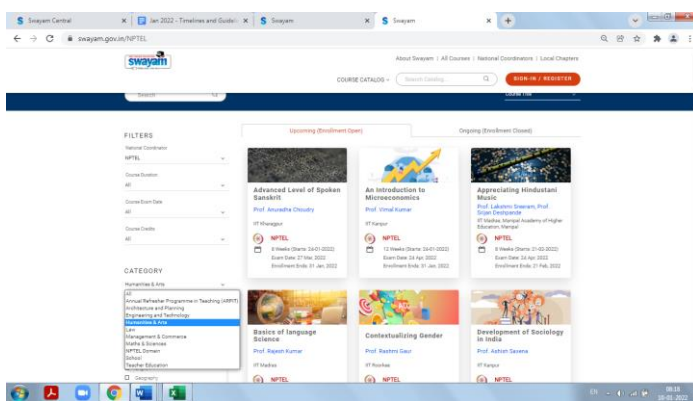 Swayam Central
Jan 2022 - Timelines and Guideli
Swayam
Swayam
swayam.gov.in/NPTEL
swayam
About Swayam | All Courses | National Coordinators | Local Chapters
COURSE CATALOG
Search Catalog
SIGN-IN / REGISTER
Search
Course Title
FILTERS
National Coordinator
NPTEL
Course Duration
All
Course Exam Date
All
Course Credits
All
CATEGORY
Humanities & Arts
All
Annual Refresher Programme in Teaching (ARPIT)
Architecture and Planning
Engineering and Technology
Humanities & Arts
Law
Management & Commerce
Maths & Sciences
NPTEL Domain
School
Teacher Education
Geography
Upcoming (Enrollment Open)
Ongoing (Enrollment Closed)
Advanced Level of Spoken
Sanskrit
Prof. Anuradha Choudry
IIT Kharagpur
NPTEL
8 Weeks (Starts: 24-01-2022)
Exam Date: 27 Mar, 2022
Enrollment Ends: 31 Jan, 2022
An Introduction to
Microeconomics
Prof. Vimal Kumar
IIT Kanpur
NPTEL
12 Weeks (Starts: 24-01-2022)
Exam Date: 24 Apr, 2022
Enrollment Ends: 31 Jan, 2022
Appreciating Hindustani
Music
Prof. Lakshmi Sreeram, Prof.
Srijan Deshpande
IIT Madras, Manipal Academy of Higher
Education, Manipal
NPTEL
8 Weeks (Starts: 21-02-2022)
Exam Date: 24 Apr, 2022
Enrollment Ends: 21 Feb, 2022
Basics of language
Science
Prof. Rajesh Kumar
IIT Madras
NPTEL
Contextualizing Gender
Prof. Rashmi Gaur
IIT Roorkee
NPTEL
Development of Sociology
in India
Prof. Ashish Saxena
IIT Kanpur
NPTEL
EN
08:18
10-01-2022